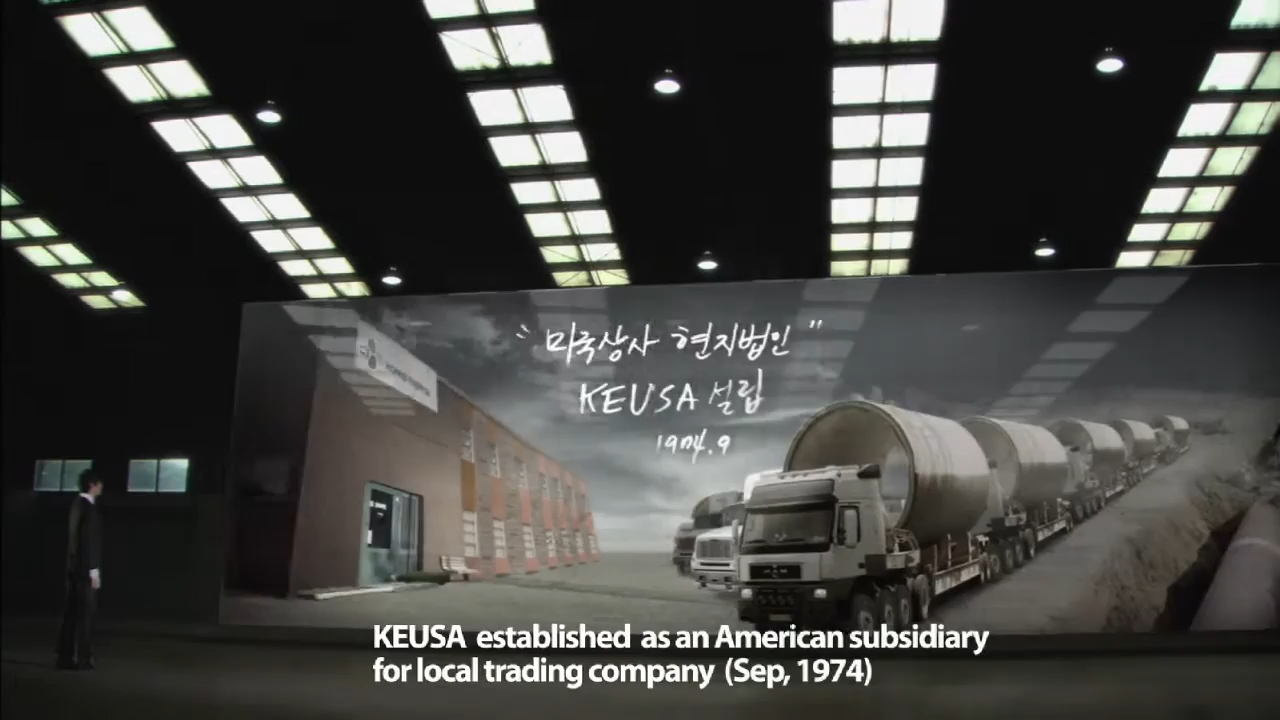 “미국상사 현지법인”
KEUSA 설립
1974.9
KEUSA established as an American subsidiary
for local trading company (Sep, 1974)